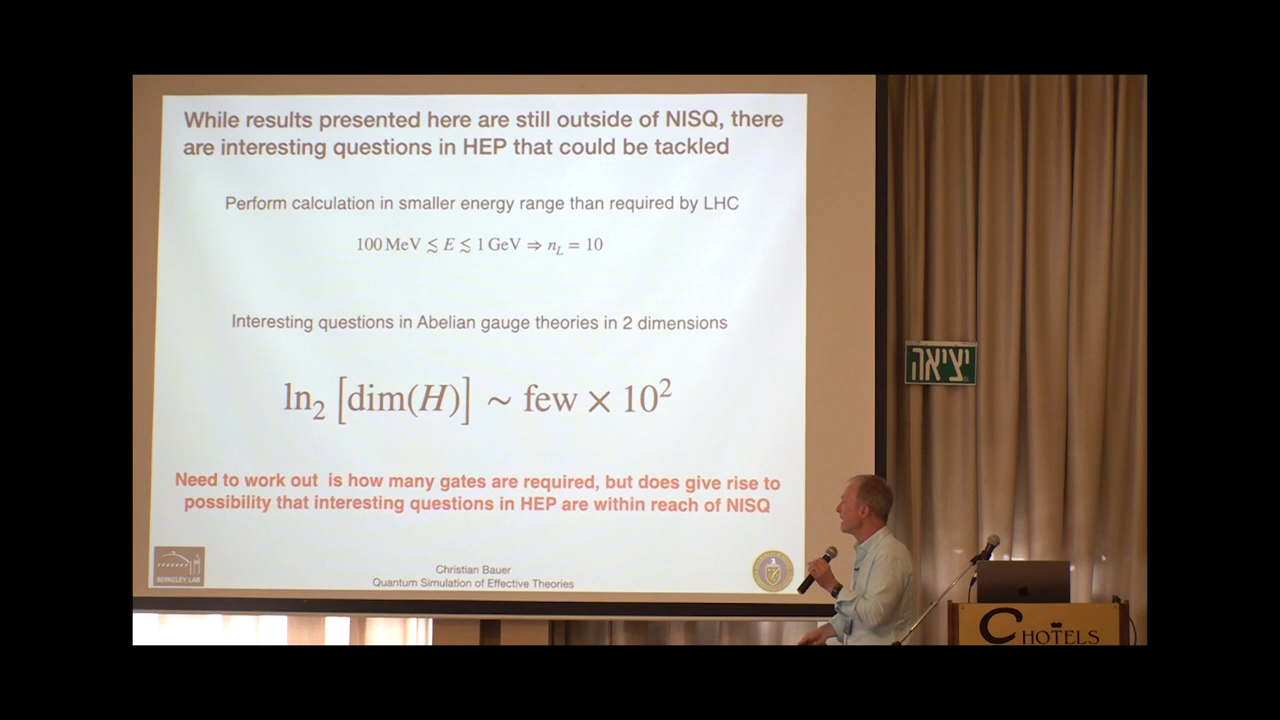 While results presented here are still outside of NISQ, there
are interesting questions in HEP that could be tackled
Perform calculation in smaller energy range than required by LHC
100 MeV ≲ E ≲ 1 GeV ⇒ n_L = 10
Interesting questions in Abelian gauge theories in 2 dimensions
ln₂ [dim(H)] ~ few × 10²
Need to work out is how many gates are required, but does give rise to
possibility that interesting questions in HEP are within reach of NISQ
BERKELEY LAB
Christian Bauer
Quantum Simulation of Effective Theories
יציאה
C HOTELS